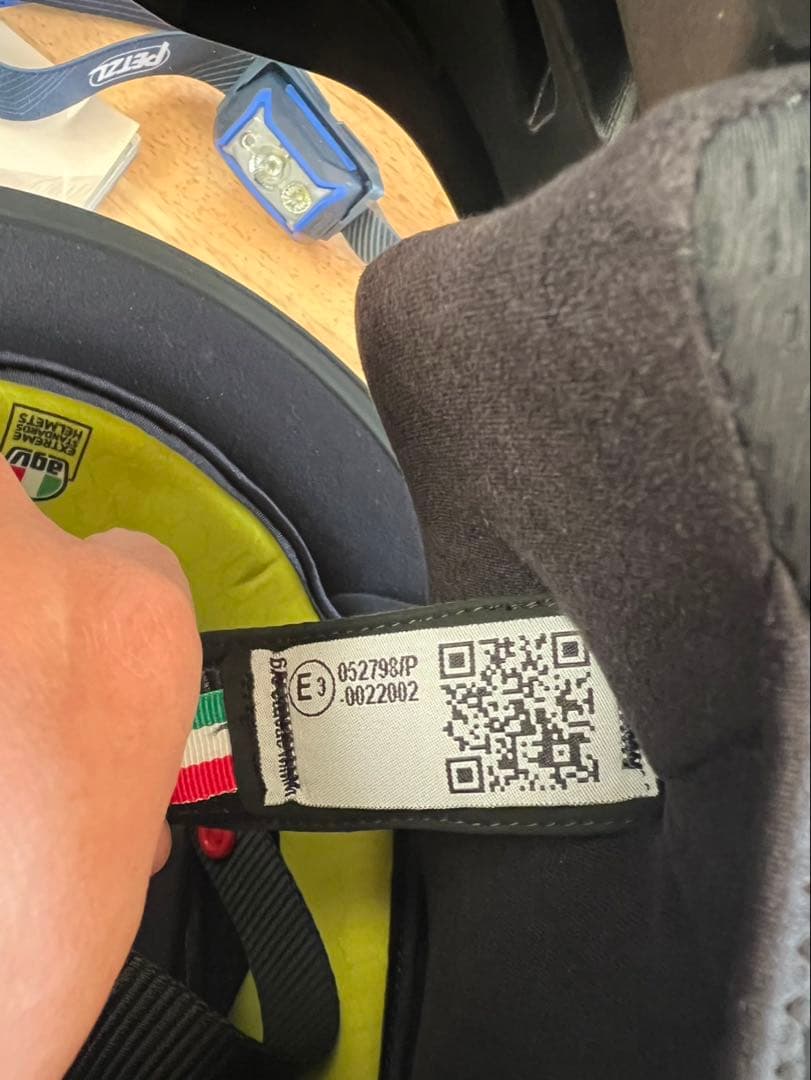 PETZL
agv
EXTREME
STANDARDS
HELMETS
E3
052798/P
-0022002